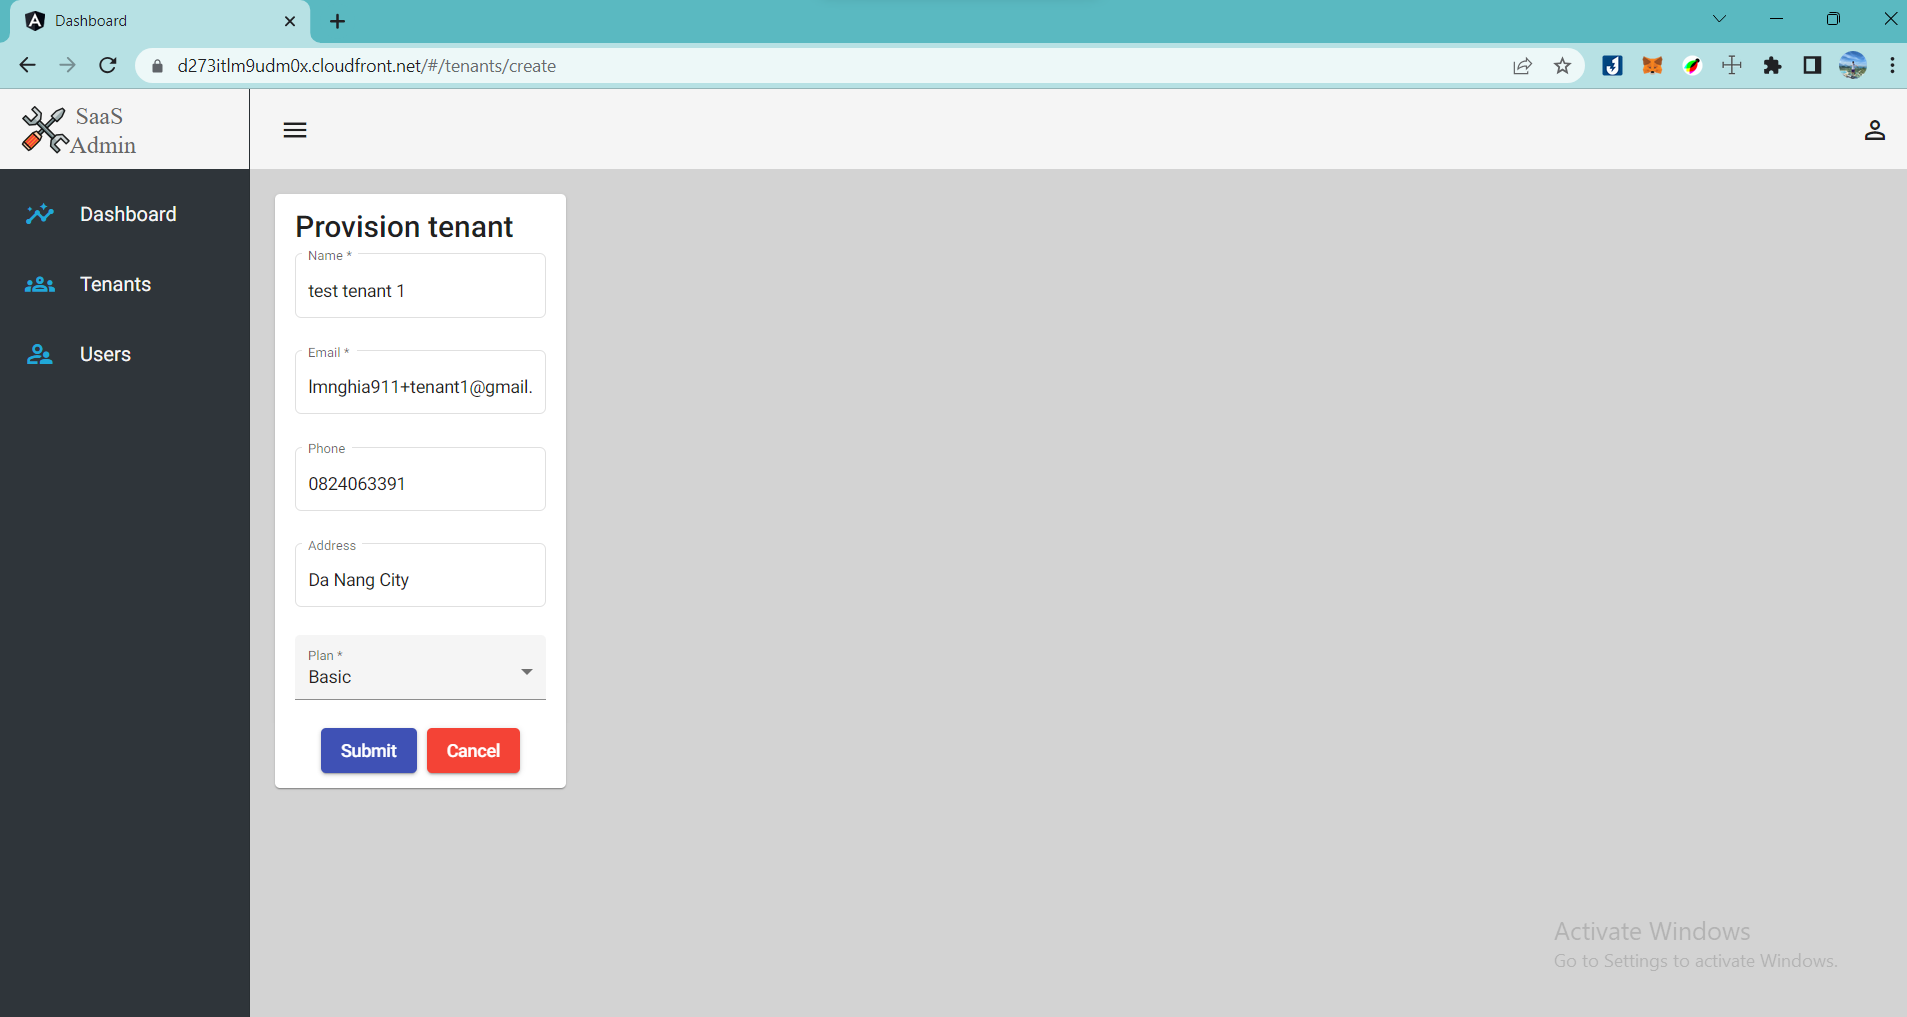 Dashboard
d273itlm9udm0x.cloudfront.net/#/tenants/create
SaaS
Admin
Dashboard
Tenants
Users
Provision tenant
Name *
test tenant 1
Email *
lmnghia911+tenant1@gmail.
Phone
0824063391
Address
Da Nang City
Plan *
Basic
Submit Cancel
Activate Windows
Go to Settings to activate Windows.